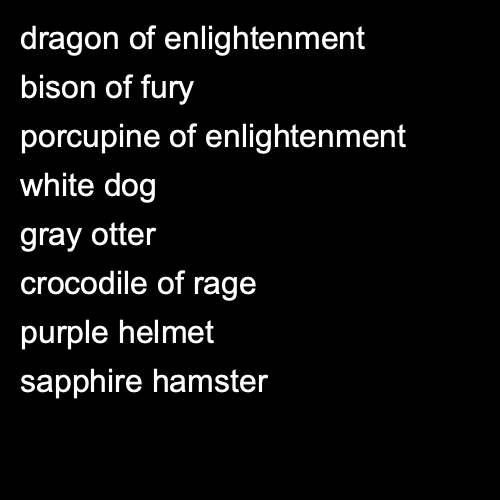 dragon of enlightenment
bison of fury
porcupine of enlightenment
white dog
gray otter
crocodile of rage
purple helmet
sapphire hamster